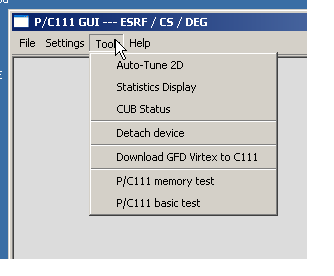 P/C111 GUI --- ESRF / CS / DEG
File Settings Tools Help
Auto-Tune 2D
Statistics Display
CUB Status
Detach device
Download GFD Virtex to C111
P/C111 memory test
P/C111 basic test